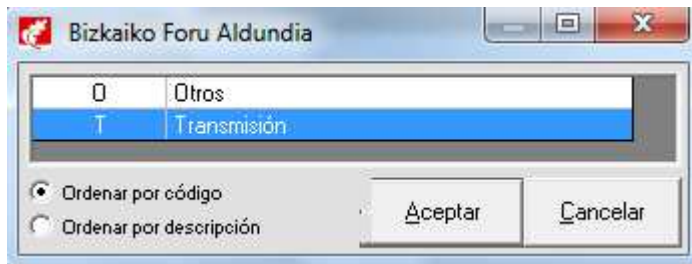 Bizkaiko Foru Aldundia
O Otros
T Transmisión
Ordenar por código
Ordenar por descripción
Aceptar
Cancelar